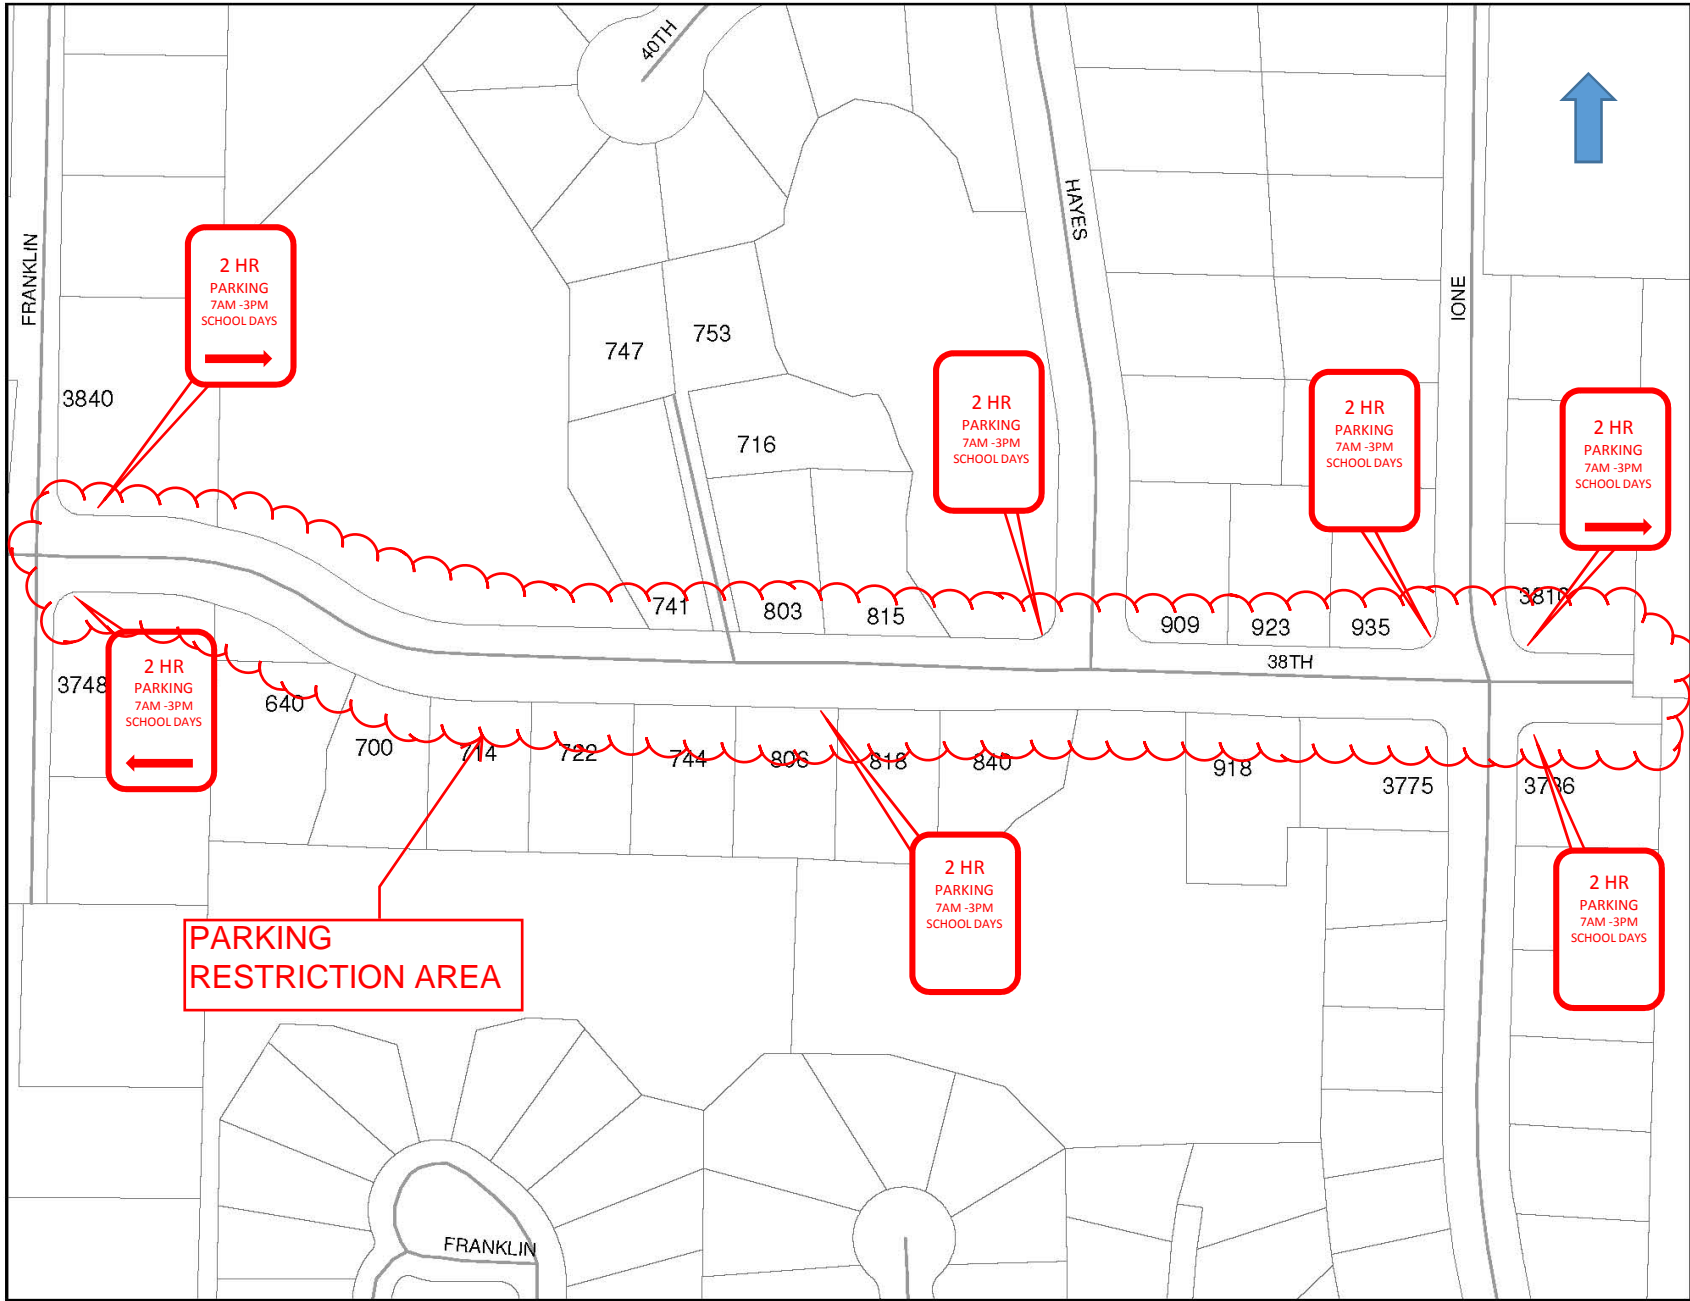 40TH
HAYES
FRANKLIN
IONE
2 HR
PARKING
7AM -3PM
SCHOOL DAYS
3840
747
753
716
2 HR
PARKING
7AM -3PM
SCHOOL DAYS
2 HR
PARKING
7AM -3PM
SCHOOL DAYS
2 HR
PARKING
7AM -3PM
SCHOOL DAYS
741
803
815
909
923
935
3810
38TH
3748
2 HR
PARKING
7AM -3PM
SCHOOL DAYS
640
700
714
722
744
806
818
840
918
3775
3736
2 HR
PARKING
7AM -3PM
SCHOOL DAYS
2 HR
PARKING
7AM -3PM
SCHOOL DAYS
PARKING
RESTRICTION AREA
FRANKLIN